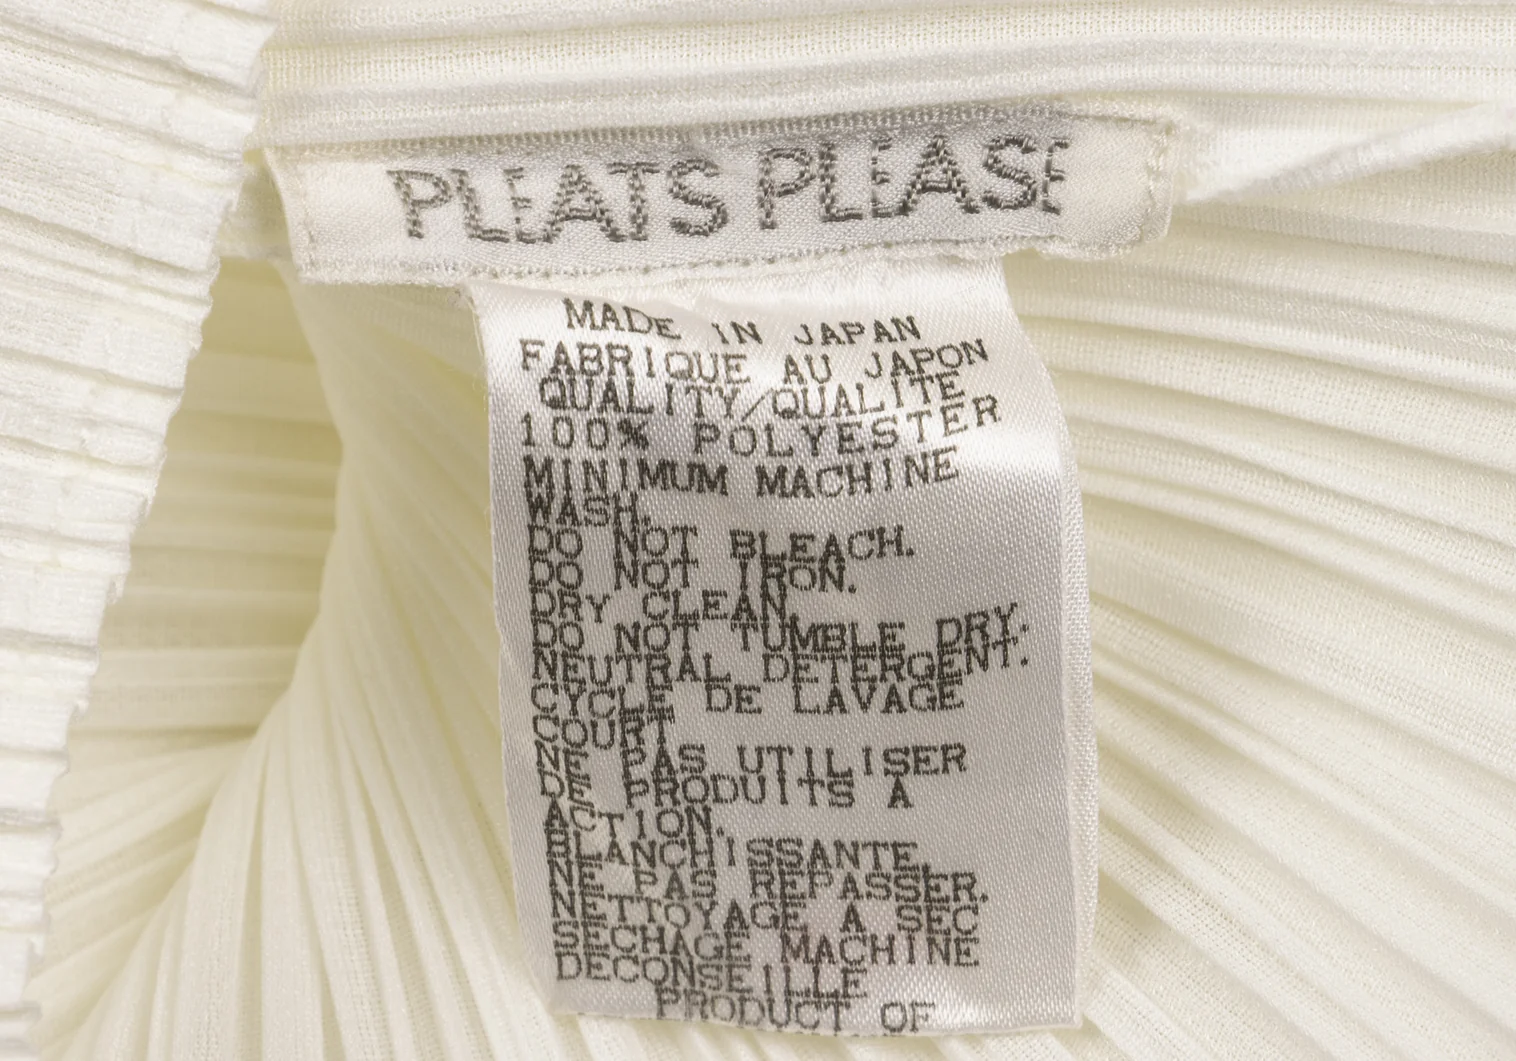 PLEATS PLEASE
MADE IN JAPAN
FABRIQUE AU JAPON
QUALITY/QUALITE
100% POLYESTER
MINIMUM MACHINE
WASH.
DO NOT BLEACH.
DO NOT IRON.
DRY CLEAN
DO NOT TUMBLE DRY.
NEUTRAL DETERGENT.
CYCLE DE LAVAGE
COURT
NE PAS UTILISER
DE PRODUITS A
ACTION.
BLANCHISSANTE
NE PAS REPASSER.
NETTOYAGE A SEC
SECHAGE MACHINE
DECONSEILLE
PRODUCT OF